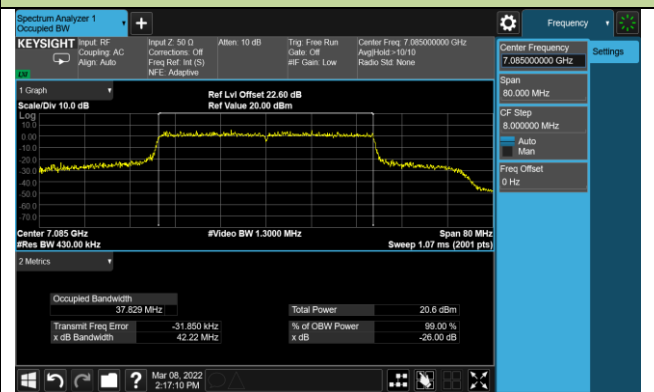 Spectrum Analyzer 1
Occupied BW
KEYSIGHT
Input: RF
Coupling: AC
Align: Auto
Input Z: 50 Ω
Corrections: Off
Freq Ref: Int (S)
NFE: Adaptive
Atten: 10 dB
Trig: Free Run
Gate: Off
#IF Gain: Low
Center Freq: 7.085000000 GHz
Avg|Hold:>10/10
Radio Std: None
1 Graph
Scale/Div 10.0 dB
Ref Lvl Offset 22.60 dB
Ref Value 20.00 dBm
Log
10.0
0.00
-10.0
-20.0
-30.0
-40.0
-50.0
-60.0
-70.0
Center 7.085 GHz
#Res BW 430.00 kHz
#Video BW 1.3000 MHz
Span 80 MHz
Sweep 1.07 ms (2001 pts)
2 Metrics
Occupied Bandwidth
37.829 MHz
Transmit Freq Error -31.850 kHz
x dB Bandwidth 42.22 MHz
Total Power 20.6 dBm
% of OBW Power 99.00 %
x dB -26.00 dB
Mar 08, 2022
2:17:10 PM
Frequency
Settings
Center Frequency
7.085000000 GHz
Span
80.000 MHz
CF Step
8.000000 MHz
Auto
Man
Freq Offset
0 Hz